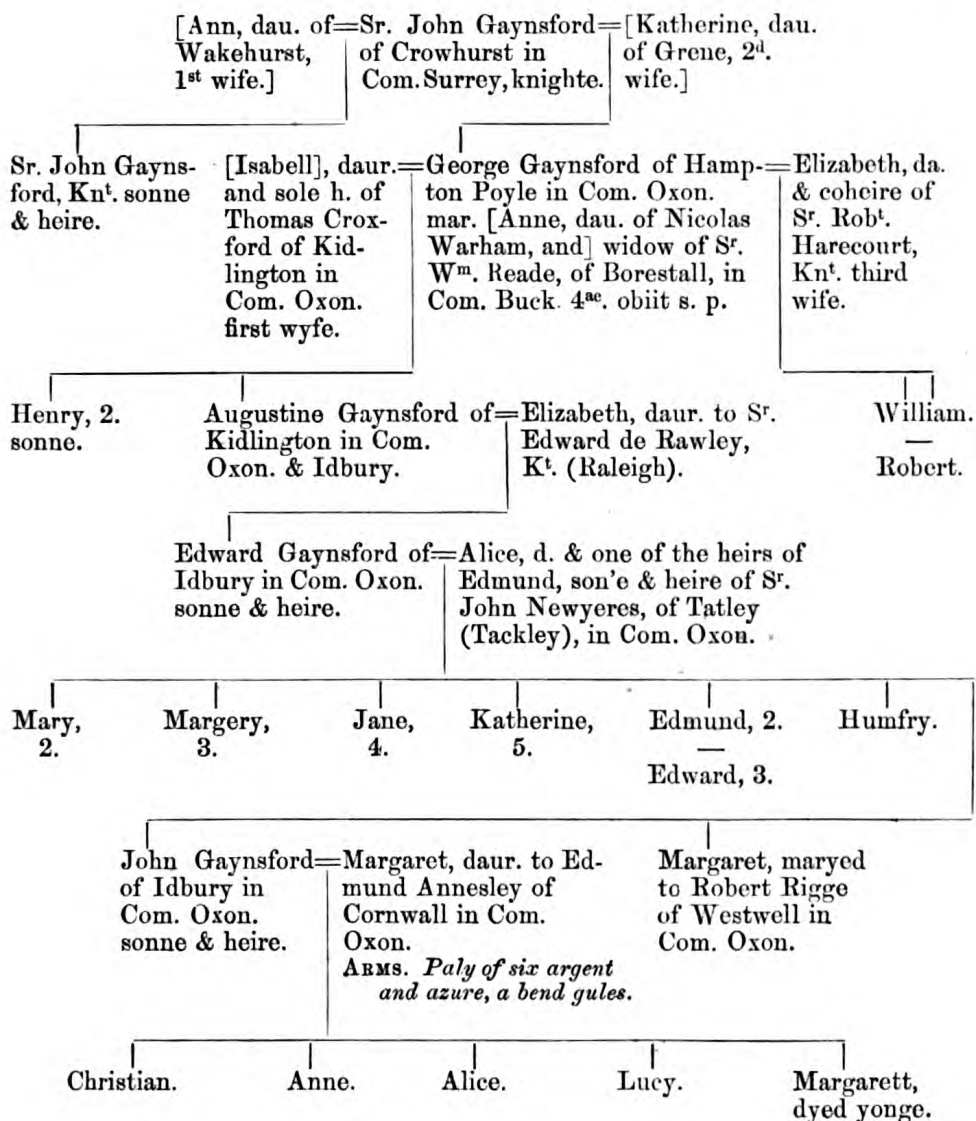 [Ann, dau. of=Sr. John Gaynsford=[Katherine, dau.
Wakehurst, of Crowhurst in of Grene, 2ᵈ.
1ˢᵗ wife.] Com. Surrey, knighte. wife.]
Sr. John Gayns- [Isabell], daur.=George Gaynsford of Hamp-=Elizabeth, da.
ford, Knᵗ. sonne and sole h. of ton Poyle in Com. Oxon. & coheire of
& heire. Thomas Crox- mar. [Anne, dau. of Nicolas Sʳ. Robᵗ.
ford of Kid- Warham, and] widow of Sʳ. Harecourt,
lington in Wᵐ. Reade, of Borestall, in Knᵗ. third
Com. Oxon. Com. Buck. 4ᵃᵉ. obiit s. p. wife.
first wyfe.
Henry, 2. Augustine Gaynsford of=Elizabeth, daur. to Sʳ. William.
sonne. Kidlington in Com. Edward de Rawley, —
Oxon. & Idbury. Kᵗ. (Raleigh). Robert.
Edward Gaynsford of=Alice, d. & one of the heirs of
Idbury in Com. Oxon. Edmund, son'e & heire of Sʳ.
sonne & heire. John Newyeres, of Tatley
(Tackley), in Com. Oxon.
Mary, Margery, Jane, Katherine, Edmund, 2. Humfry.
2. 3. 4. 5. —
Edward, 3.
John Gaynsford=Margaret, daur. to Ed- Margaret, maryed
of Idbury in mund Annesley of to Robert Rigge
Com. Oxon. Cornwall in Com. of Westwell in
sonne & heire. Oxon. Com. Oxon.
ARMS. Paly of six argent
and azure, a bend gules.
Christian. Anne. Alice. Lucy. Margarett,
dyed yonge.